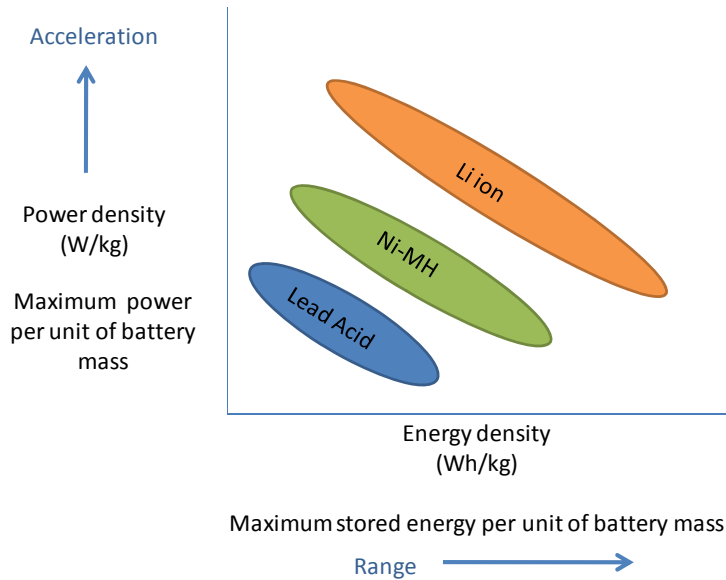 Acceleration
Power density
(W/kg)
Maximum power
per unit of battery
mass
Li ion
Ni-MH
Lead Acid
Energy density
(Wh/kg)
Maximum stored energy per unit of battery mass
Range